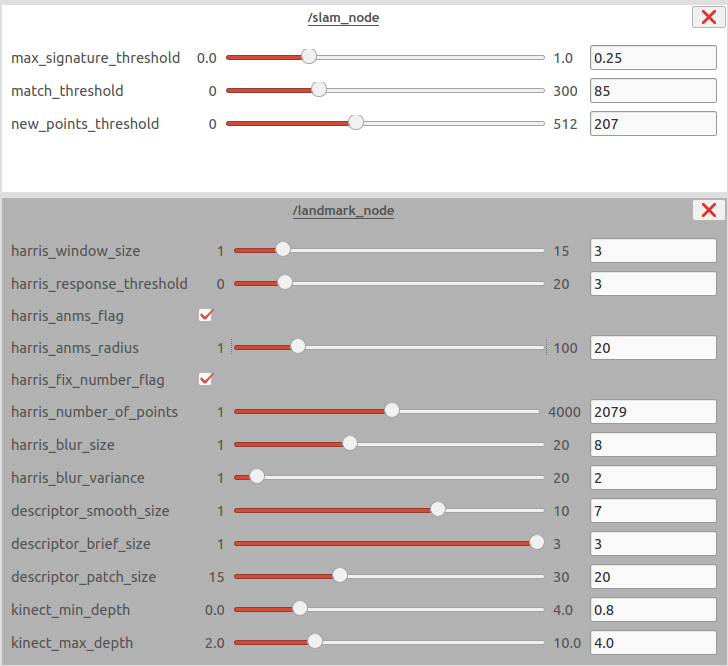 /slam_node
max_signature_threshold 0.0 1.0 0.25
match_threshold 0 300 85
new_points_threshold 0 512 207
/landmark_node
harris_window_size 1 15 3
harris_response_threshold 0 20 3
harris_anms_flag
harris_anms_radius 1 100 20
harris_fix_number_flag
harris_number_of_points 1 4000 2079
harris_blur_size 1 20 8
harris_blur_variance 1 20 2
descriptor_smooth_size 1 10 7
descriptor_brief_size 1 3 3
descriptor_patch_size 15 30 20
kinect_min_depth 0.0 4.0 0.8
kinect_max_depth 2.0 10.0 4.0